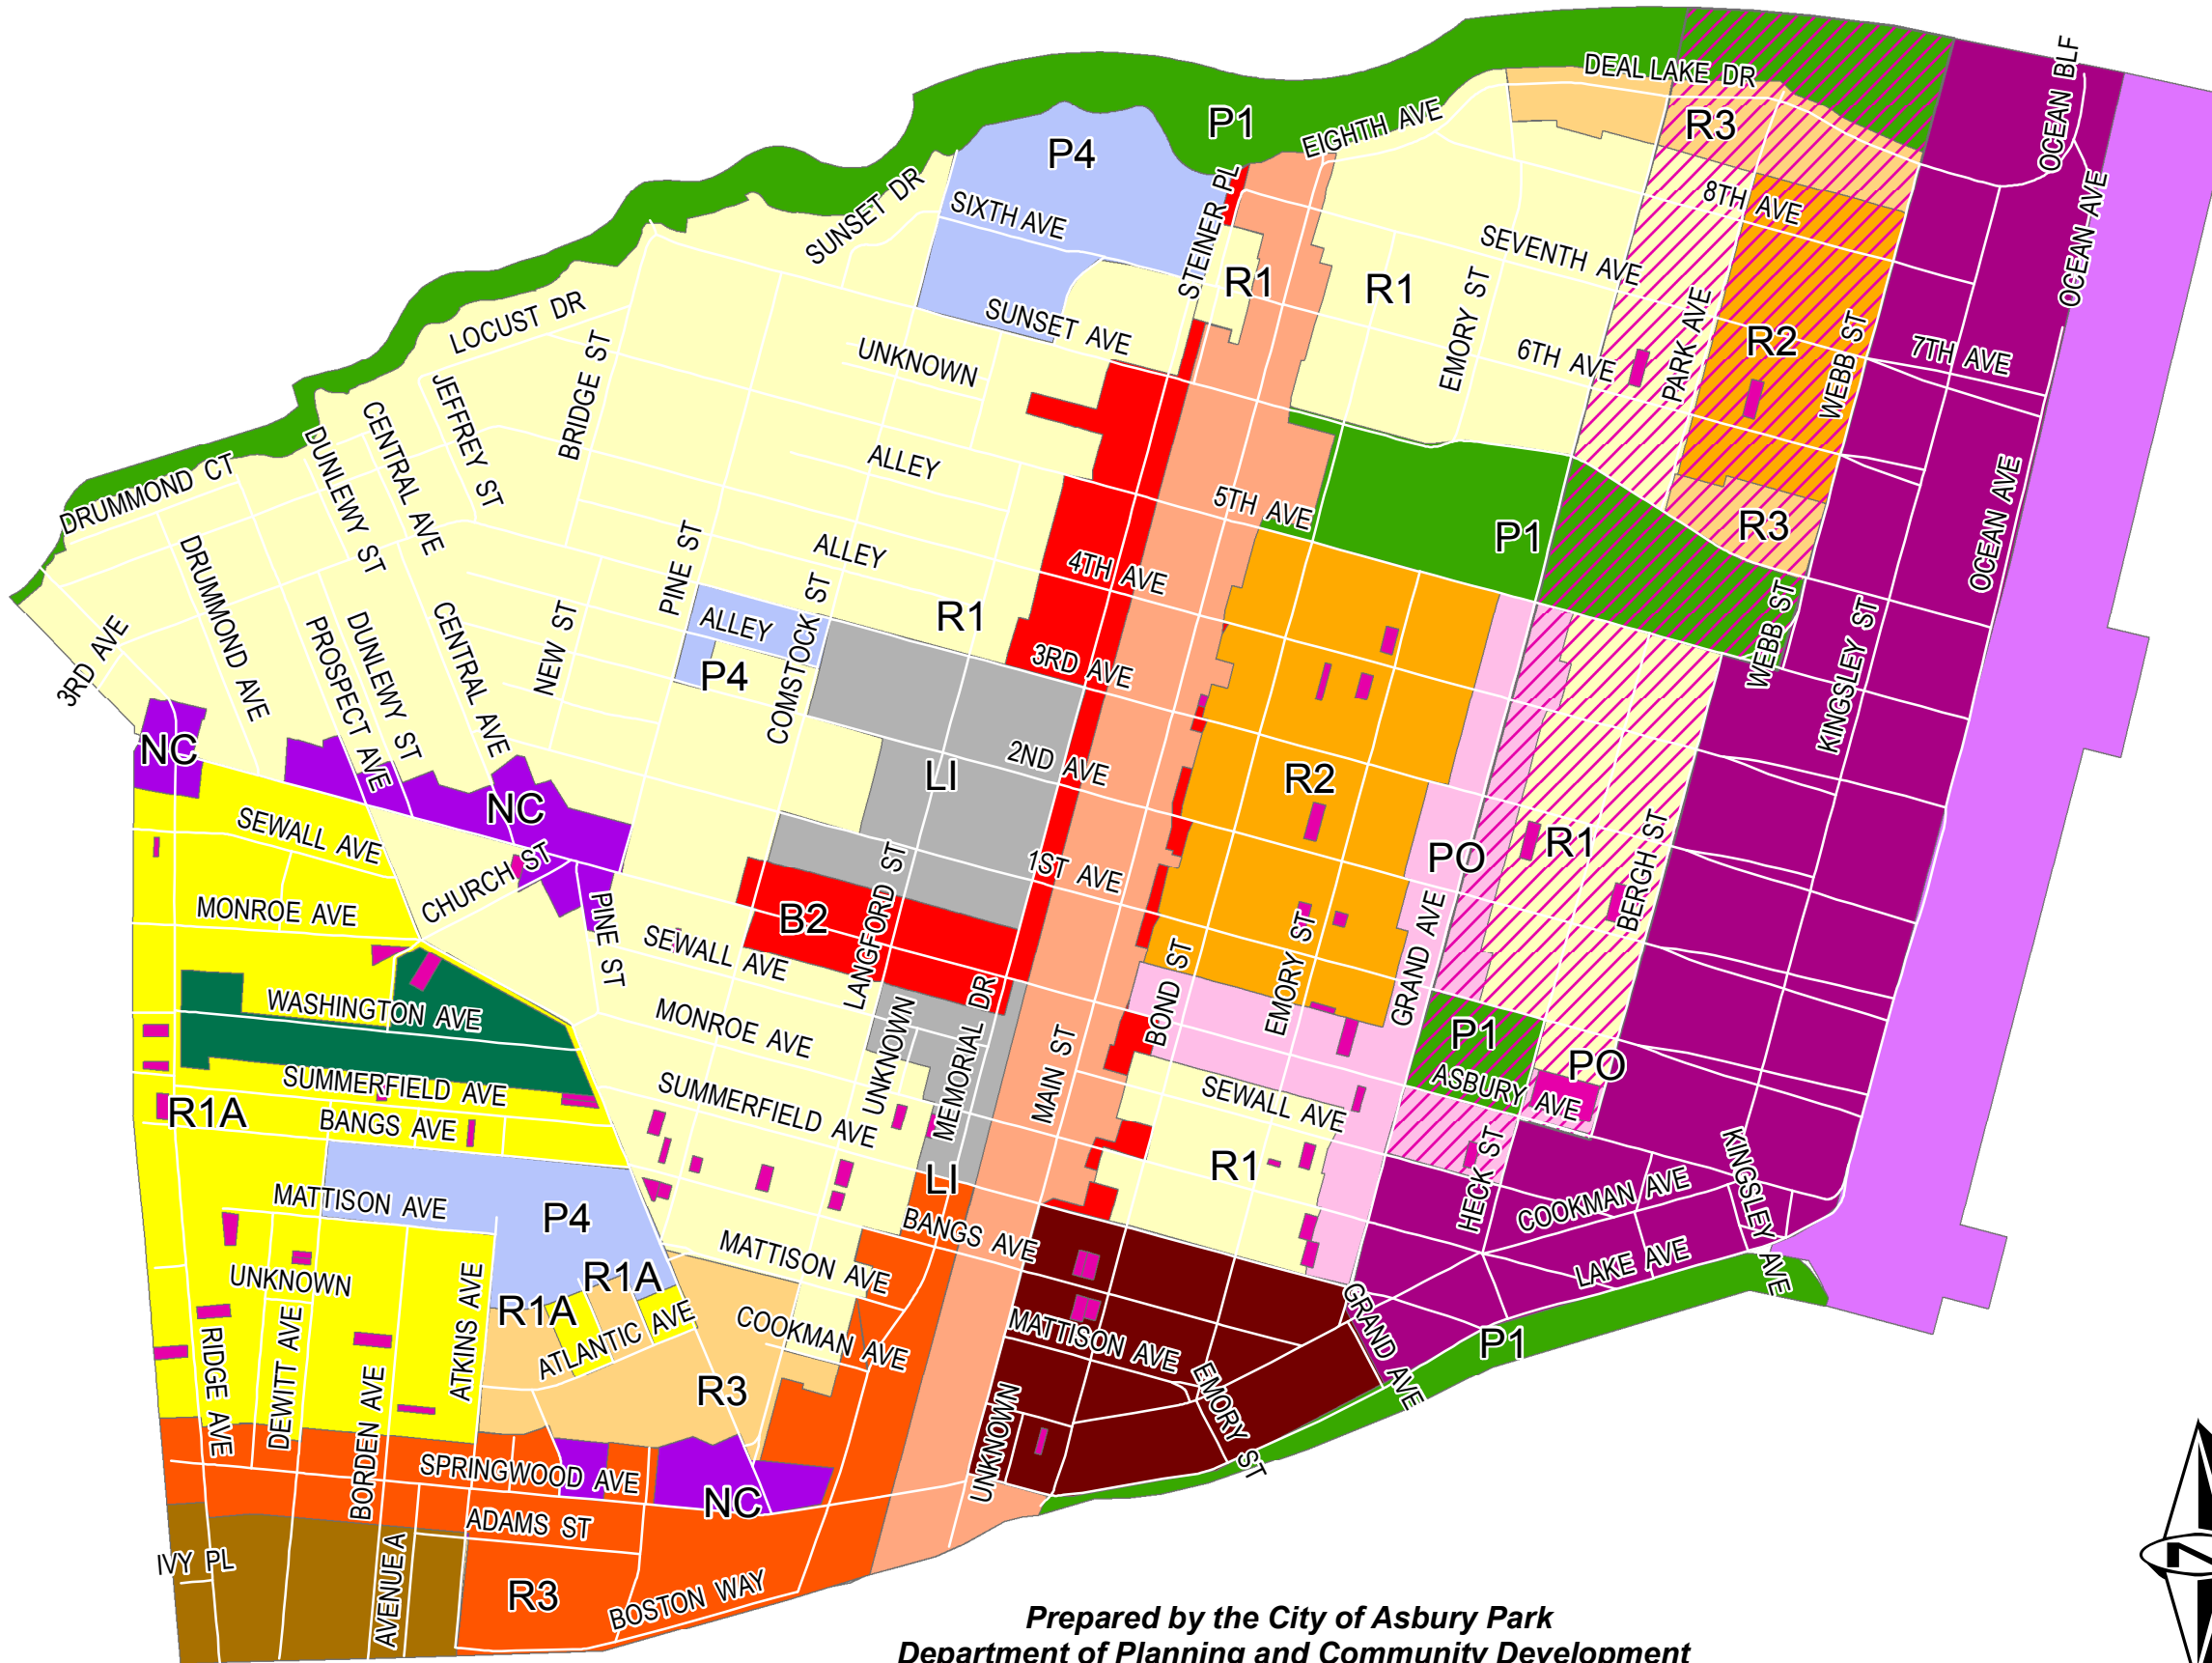 DEAL LAKE DR
OCEAN BLF
P1
EIGHTH AVE
R3
P4
SUNSET DR
SIXTH AVE
STEINER PL
8TH AVE
OCEAN AVE
SEVENTH AVE
R1
R1
EMORY ST
LOCUST DR
SUNSET AVE
PARK AVE
R2
WEBB ST
7TH AVE
BRIDGE ST
UNKNOWN
6TH AVE
JEFFREY ST
CENTRAL AVE
DUNLEWY ST
DRUMMOND CT
ALLEY
5TH AVE
P1
R3
OCEAN AVE
ALLEY
4TH AVE
PINE ST
DRUMMOND AVE
COMSTOCK ST
R1
ALLEY
WEBB ST
KINGSLEY ST
3RD AVE
PROSPECT AVE
DUNLEWY ST
CENTRAL AVE
NEW ST
P4
3RD AVE
NC
LI
2ND AVE
R2
NC
SEWALL AVE
R1
PO
BERGH ST
CHURCH ST
1ST AVE
MONROE AVE
PINE ST
B2
LANGFORD ST
SEWALL AVE
EMORY ST
GRAND AVE
BOND ST
WASHINGTON AVE
MONROE AVE
UNKNOWN
MEMORIAL DR
MAIN ST
P1
PO
ASBURY AVE
SUMMERFIELD AVE
SUMMERFIELD AVE
SEWALL AVE
R1A
BANGS AVE
LI
R1
HECK ST
COOKMAN AVE
KINGSLEY AVE
MATTISON AVE
P4
BANGS AVE
LAKE AVE
MATTISON AVE
UNKNOWN
R1A
R1A
ATLANTIC AVE
COOKMAN AVE
MATTISON AVE
GRAND AVE
P1
RIDGE AVE
DEWITT AVE
BORDEN AVE
ATKINS AVE
R3
EMORY ST
UNKNOWN
SPRINGWOOD AVE
NC
ADAMS ST
IVY PL
AVENUE A
R3
BOSTON WAY
Prepared by the City of Asbury Park
Department of Planning and Community Development